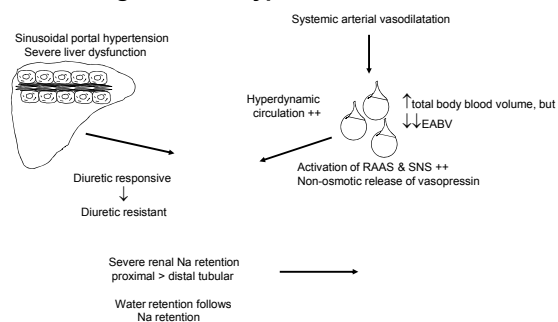 Systemic arterial vasodilatation
Sinusoidal portal hypertension
Severe liver dysfunction
Hyperdynamic
circulation ++
↑total body blood volume, but
↓↓EABV
Activation of RAAS & SNS ++
Non-osmotic release of vasopressin
Diuretic responsive
↓
Diuretic resistant
Severe renal Na retention
proximal > distal tubular
Water retention follows
Na retention